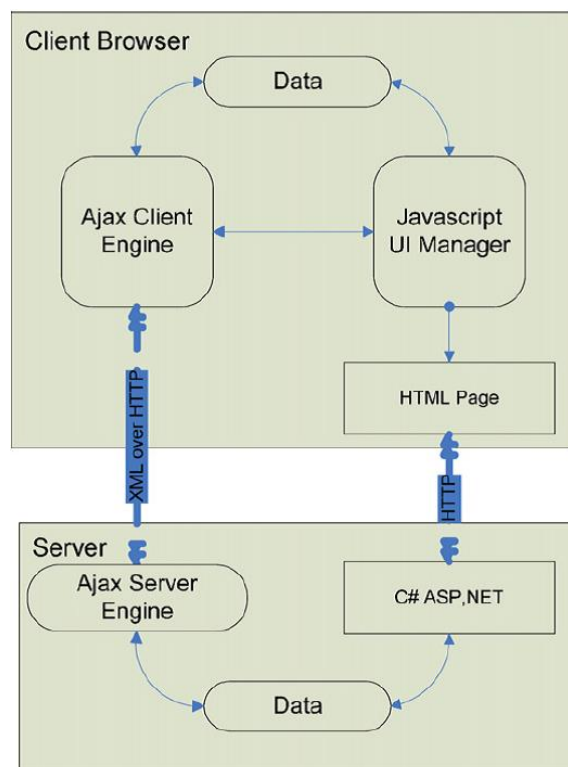 Client Browser
Data
Ajax Client
Engine
Javascript
UI Manager
HTML Page
XML over HTTP
HTTP
Server
Ajax Server
Engine
C# ASP,NET
Data